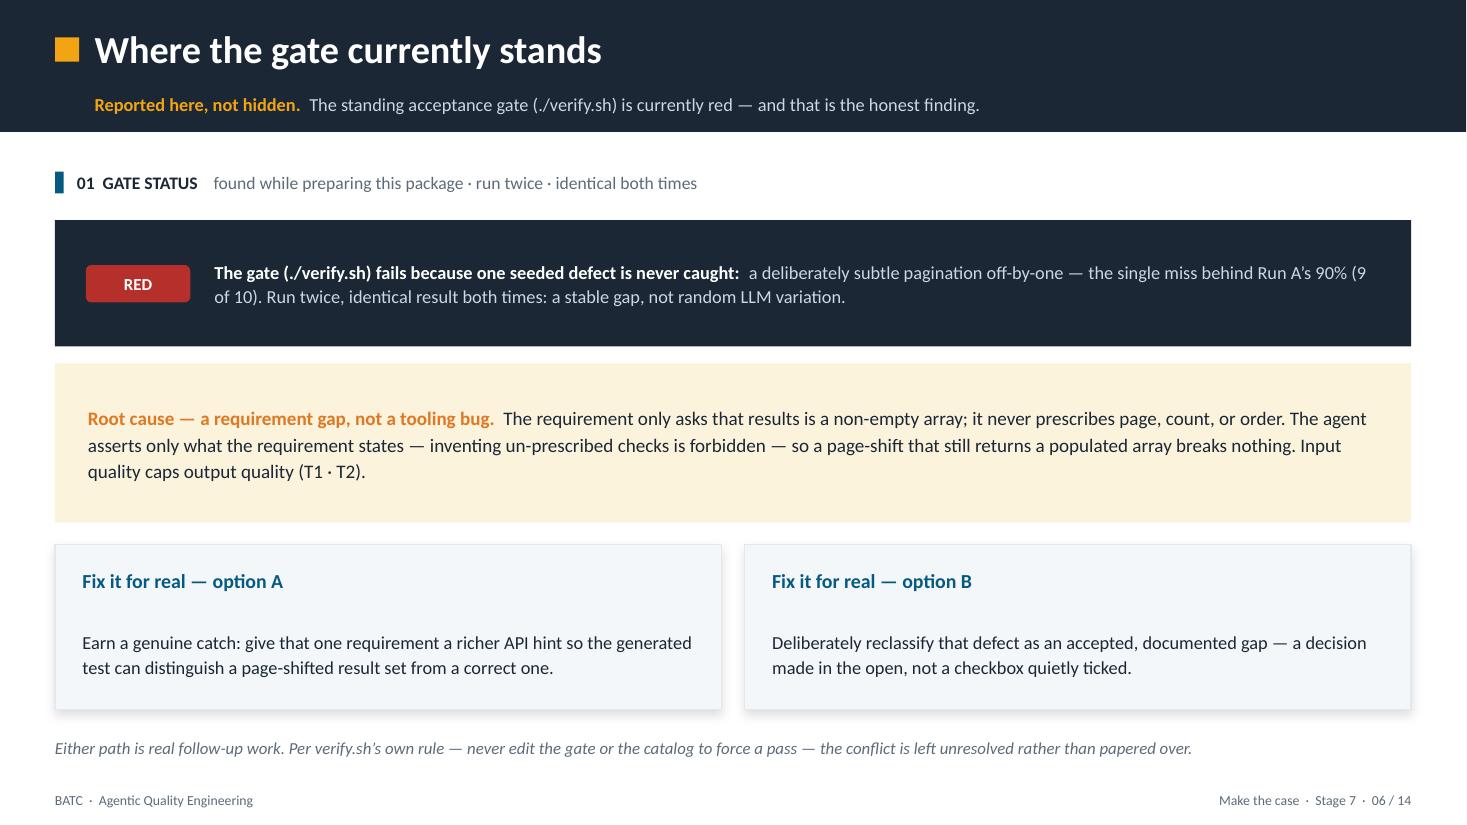 Where the gate currently stands
Reported here, not hidden. The standing acceptance gate (./verify.sh) is currently red — and that is the honest finding.
01 GATE STATUS found while preparing this package · run twice · identical both times
RED
The gate (./verify.sh) fails because one seeded defect is never caught: a deliberately subtle pagination off-by-one — the single miss behind Run A’s 90% (9
of 10). Run twice, identical result both times: a stable gap, not random LLM variation.
Root cause — a requirement gap, not a tooling bug. The requirement only asks that results is a non-empty array; it never prescribes page, count, or order. The agent
asserts only what the requirement states — inventing un-prescribed checks is forbidden — so a page-shift that still returns a populated array breaks nothing. Input
quality caps output quality (T1 · T2).
Fix it for real — option A
Earn a genuine catch: give that one requirement a richer API hint so the generated
test can distinguish a page-shifted result set from a correct one.
Fix it for real — option B
Deliberately reclassify that defect as an accepted, documented gap — a decision
made in the open, not a checkbox quietly ticked.
Either path is real follow-up work. Per verify.sh’s own rule — never edit the gate or the catalog to force a pass — the conflict is left unresolved rather than papered over.
BATC · Agentic Quality Engineering
Make the case · Stage 7 · 06 / 14